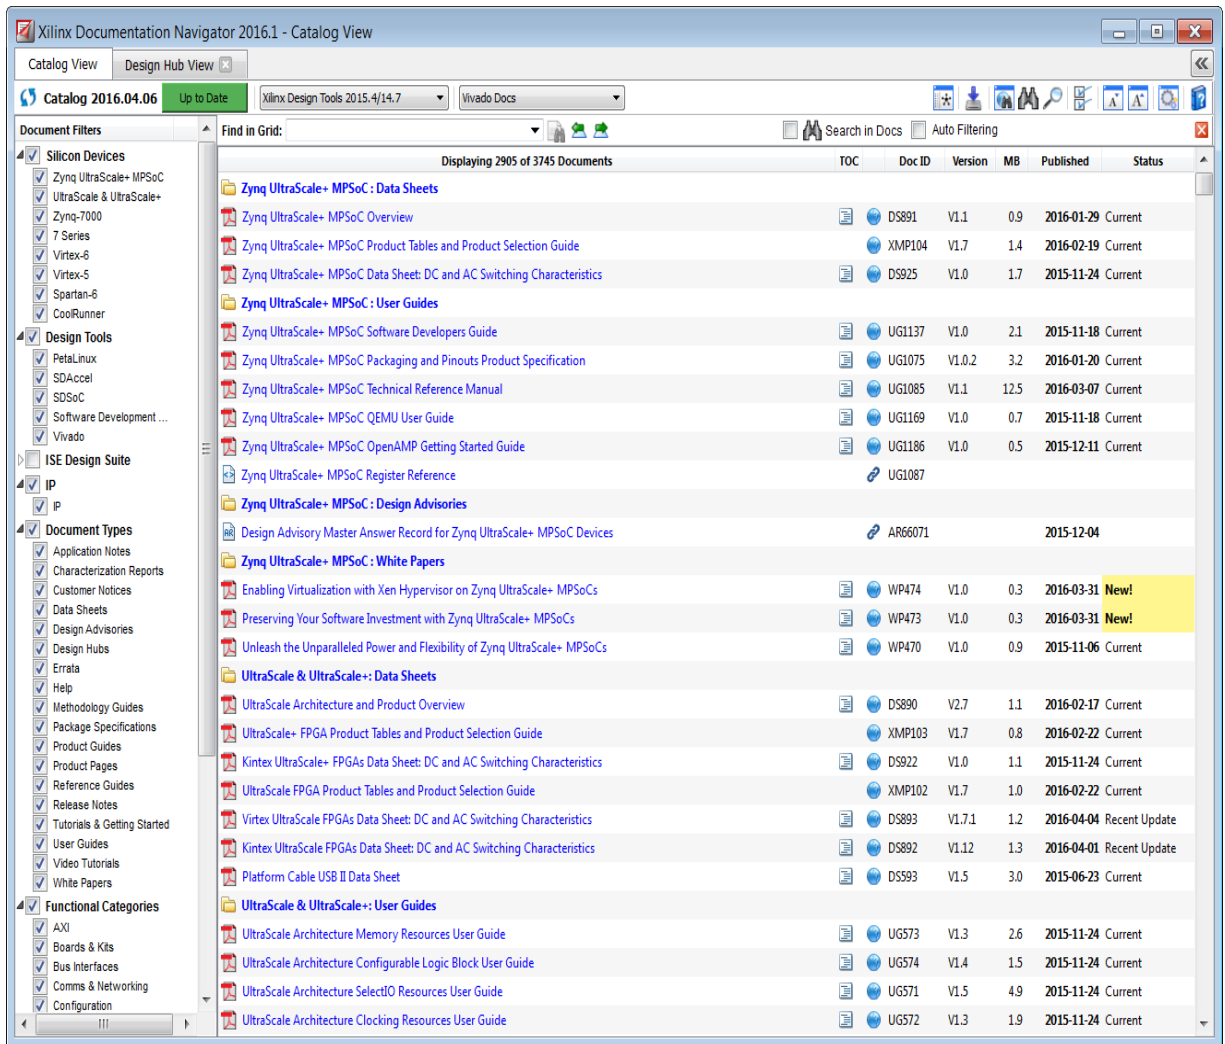 Xilinx Documentation Navigator 2016.1 - Catalog View
Catalog View Design Hub View
Catalog 2016.04.06 Up to Date Xilinx Design Tools 2015.4/14.7 Vivado Docs
Document Filters
Silicon Devices
Zynq UltraScale+ MPSoC
UltraScale & UltraScale+
Zynq-7000
7 Series
Virtex-6
Virtex-5
Spartan-6
CoolRunner
Design Tools
PetaLinux
SDAccel
SDSoC
Software Development ...
Vivado
ISE Design Suite
IP
IP
Document Types
Application Notes
Characterization Reports
Customer Notices
Data Sheets
Design Advisories
Design Hubs
Errata
Help
Methodology Guides
Package Specifications
Product Guides
Product Pages
Reference Guides
Release Notes
Tutorials & Getting Started
User Guides
Video Tutorials
White Papers
Functional Categories
AXI
Boards & Kits
Bus Interfaces
Comms & Networking
Configuration
Find in Grid: Search in Docs Auto Filtering
Displaying 2905 of 3745 Documents TOC Doc ID Version MB Published Status
Zynq UltraScale+ MPSoC : Data Sheets
Zynq UltraScale+ MPSoC Overview DS891 V1.1 0.9 2016-01-29 Current
Zynq UltraScale+ MPSoC Product Tables and Product Selection Guide XMP104 V1.7 1.4 2016-02-19 Current
Zynq UltraScale+ MPSoC Data Sheet: DC and AC Switching Characteristics DS925 V1.0 1.7 2015-11-24 Current
Zynq UltraScale+ MPSoC : User Guides
Zynq UltraScale+ MPSoC Software Developers Guide UG1137 V1.0 2.1 2015-11-18 Current
Zynq UltraScale+ MPSoC Packaging and Pinouts Product Specification UG1075 V1.0.2 3.2 2016-01-20 Current
Zynq UltraScale+ MPSoC Technical Reference Manual UG1085 V1.1 12.5 2016-03-07 Current
Zynq UltraScale+ MPSoC QEMU User Guide UG1169 V1.0 0.7 2015-11-18 Current
Zynq UltraScale+ MPSoC OpenAMP Getting Started Guide UG1186 V1.0 0.5 2015-12-11 Current
Zynq UltraScale+ MPSoC Register Reference UG1087
Zynq UltraScale+ MPSoC : Design Advisories
AR Design Advisory Master Answer Record for Zynq UltraScale+ MPSoC Devices AR66071 2015-12-04
Zynq UltraScale+ MPSoC : White Papers
Enabling Virtualization with Xen Hypervisor on Zynq UltraScale+ MPSoCs WP474 V1.0 0.3 2016-03-31 New!
Preserving Your Software Investment with Zynq UltraScale+ MPSoCs WP473 V1.0 0.3 2016-03-31 New!
Unleash the Unparalleled Power and Flexibility of Zynq UltraScale+ MPSoCs WP470 V1.0 0.9 2015-11-06 Current
UltraScale & UltraScale+: Data Sheets
UltraScale Architecture and Product Overview DS890 V2.7 1.1 2016-02-17 Current
UltraScale+ FPGA Product Tables and Product Selection Guide XMP103 V1.7 0.8 2016-02-22 Current
Kintex UltraScale+ FPGAs Data Sheet: DC and AC Switching Characteristics DS922 V1.0 1.1 2015-11-24 Current
UltraScale FPGA Product Tables and Product Selection Guide XMP102 V1.7 1.0 2016-02-22 Current
Virtex UltraScale FPGAs Data Sheet: DC and AC Switching Characteristics DS893 V1.7.1 1.2 2016-04-04 Recent Update
Kintex UltraScale FPGAs Data Sheet: DC and AC Switching Characteristics DS892 V1.12 1.3 2016-04-01 Recent Update
Platform Cable USB II Data Sheet DS593 V1.5 3.0 2015-06-23 Current
UltraScale & UltraScale+: User Guides
UltraScale Architecture Memory Resources User Guide UG573 V1.3 2.6 2015-11-24 Current
UltraScale Architecture Configurable Logic Block User Guide UG574 V1.4 1.5 2015-11-24 Current
UltraScale Architecture SelectIO Resources User Guide UG571 V1.5 4.9 2015-11-24 Current
UltraScale Architecture Clocking Resources User Guide UG572 V1.3 1.9 2015-11-24 Current